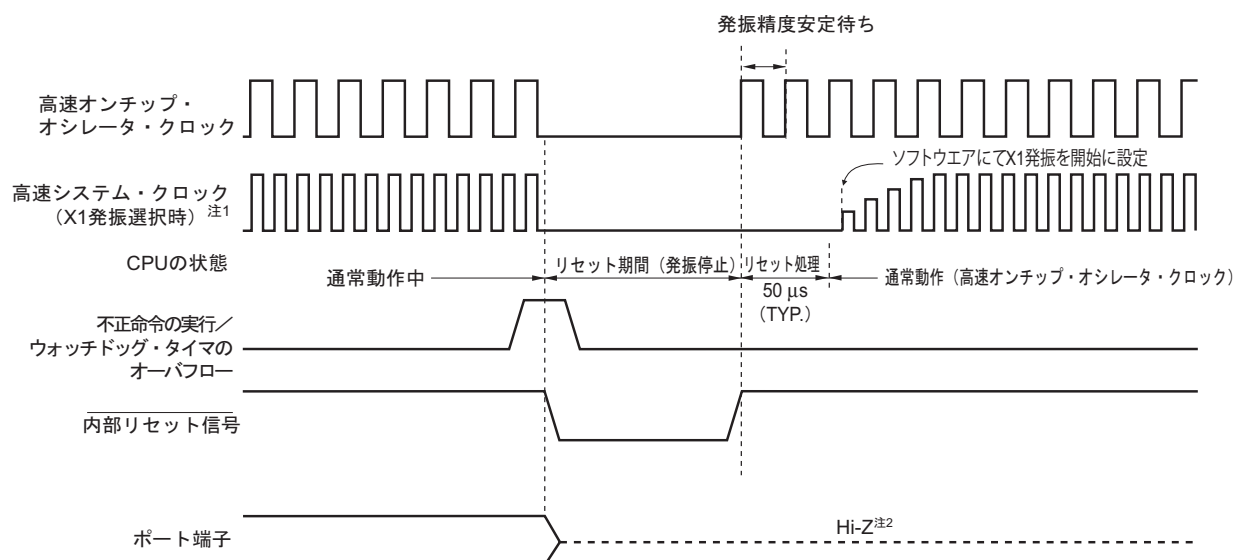 発振精度安定待ち
高速オンチップ・
オシレータ・クロック
ソフトウエアにてX1発振を開始に設定
高速システム・クロック
（X1発振選択時）注1
CPUの状態
通常動作中
リセット期間（発振停止）
リセット処理
50 μs
(TYP.)
通常動作（高速オンチップ・オシレータ・クロック）
不正命令の実行／
ウォッチドッグ・タイマの
オーバフロー
内部リセット信号
ポート端子
Hi-Z注2